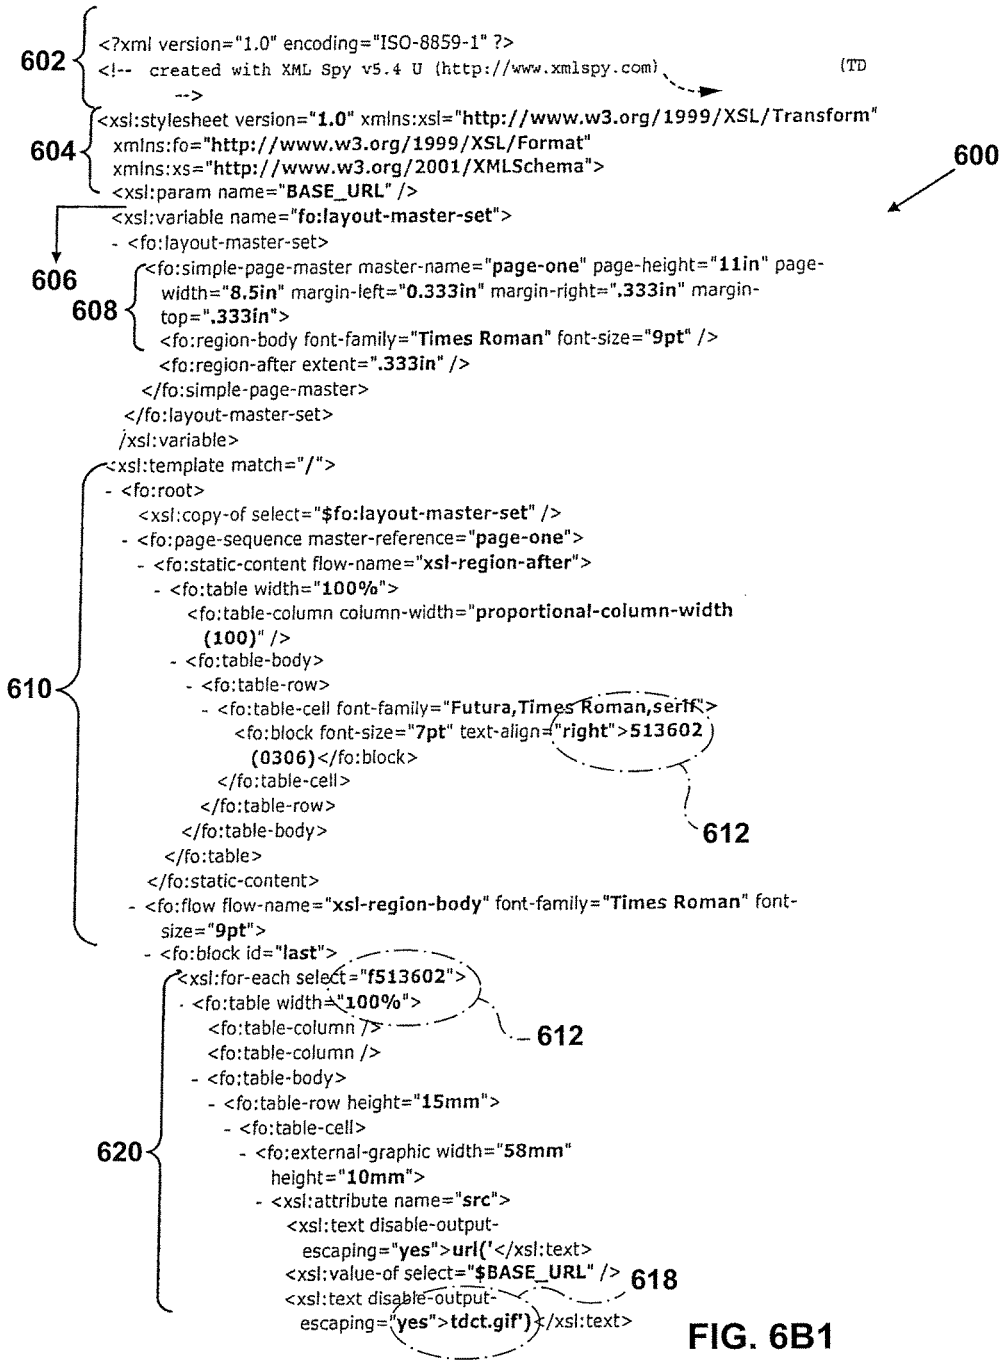 602
<?xml version="1.0" encoding="ISO-8859-1" ?>
<!-- created with XML Spy v5.4 U (http://www.xmlspy.com) (TD
-->
604
<xsl:stylesheet version="1.0" xmlns:xsl="http://www.w3.org/1999/XSL/Transform"
xmlns:fo="http://www.w3.org/1999/XSL/Format"
xmlns:xs="http://www.w3.org/2001/XMLSchema">
<xsl:param name="BASE_URL" />
600
<xsl:variable name="fo:layout-master-set">
- <fo:layout-master-set>
606
<fo:simple-page-master master-name="page-one" page-height="11in" page-
width="8.5in" margin-left="0.333in" margin-right=".333in" margin-
608
top=".333in">
<fo:region-body font-family="Times Roman" font-size="9pt" />
<fo:region-after extent=".333in" />
</fo:simple-page-master>
</fo:layout-master-set>
/xsl:variable>
<xsl:template match="/">
- <fo:root>
<xsl:copy-of select="$fo:layout-master-set" />
- <fo:page-sequence master-reference="page-one">
- <fo:static-content flow-name="xsl-region-after">
- <fo:table width="100%">
<fo:table-column column-width="proportional-column-width
(100)" />
- <fo:table-body>
610
- <fo:table-row>
- <fo:table-cell font-family="Futura,Times Roman,serif">
<fo:block font-size="7pt" text-align="right">513602
(0306)</fo:block>
</fo:table-cell>
</fo:table-row>
612
</fo:table-body>
</fo:table>
</fo:static-content>
- <fo:flow flow-name="xsl-region-body" font-family="Times Roman" font-
size="9pt">
- <fo:block id="last">
<xsl:for-each select="f513602">
- <fo:table width="100%">
<fo:table-column />
612
<fo:table-column />
- <fo:table-body>
- <fo:table-row height="15mm">
- <fo:table-cell>
620
- <fo:external-graphic width="58mm"
height="10mm">
- <xsl:attribute name="src">
<xsl:text disable-output-
escaping="yes">url('</xsl:text>
<xsl:value-of select="$BASE_URL" />
618
<xsl:text disable-output-
escaping="yes">tdct.gif')</xsl:text>
FIG. 6B1